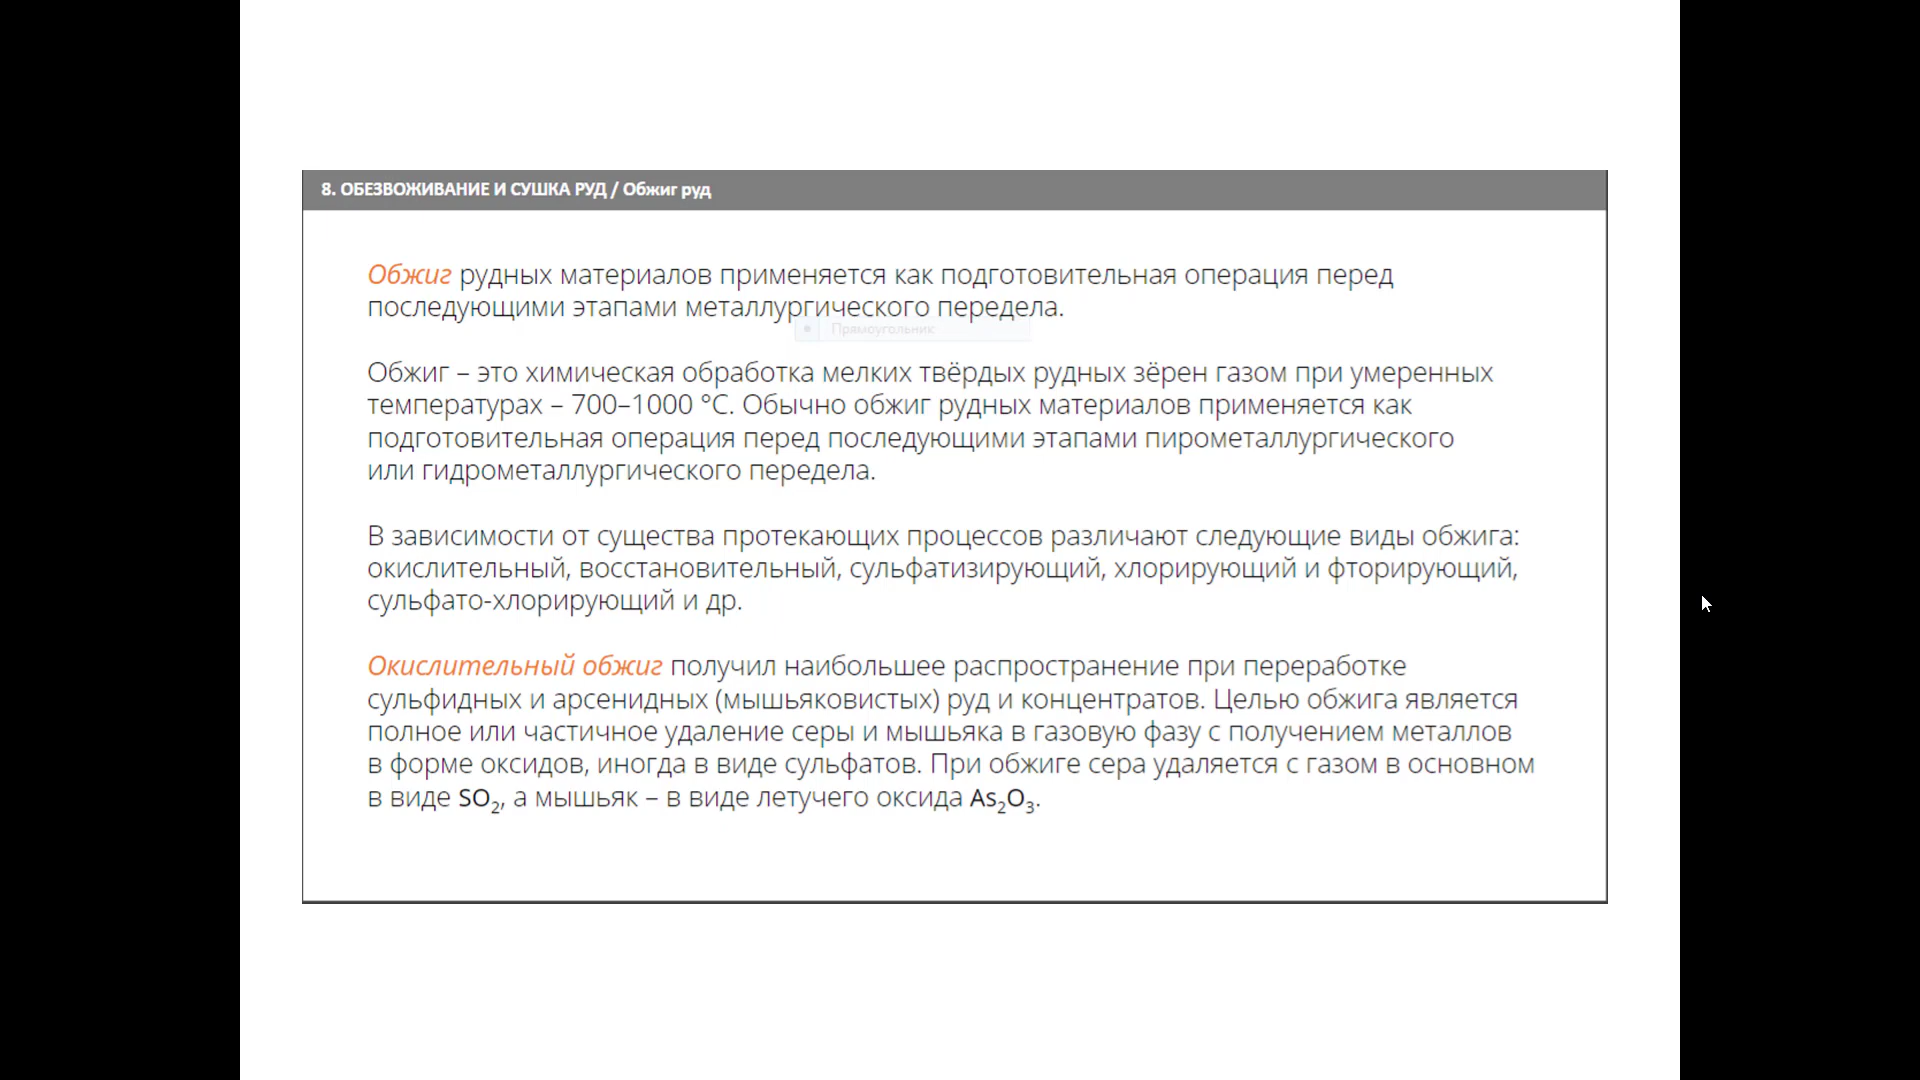 8. ОБЕЗВОЖИВАНИЕ И СУШКА РУД / Обжиг руд
Обжиг рудных материалов применяется как подготовительная операция перед
последующими этапами металлургического передела.
Прямоугольник
Обжиг – это химическая обработка мелких твёрдых рудных зёрен газом при умеренных
температурах – 700–1000 °С. Обычно обжиг рудных материалов применяется как
подготовительная операция перед последующими этапами пирометаллургического
или гидрометаллургического передела.
В зависимости от существа протекающих процессов различают следующие виды обжига:
окислительный, восстановительный, сульфатизирующий, хлорирующий и фторирующий,
сульфато-хлорирующий и др.
Окислительный обжиг получил наибольшее распространение при переработке
сульфидных и арсенидных (мышьяковистых) руд и концентратов. Целью обжига является
полное или частичное удаление серы и мышьяка в газовую фазу с получением металлов
в форме оксидов, иногда в виде сульфатов. При обжиге сера удаляется с газом в основном
в виде SO₂, а мышьяк – в виде летучего оксида As₂O₃.